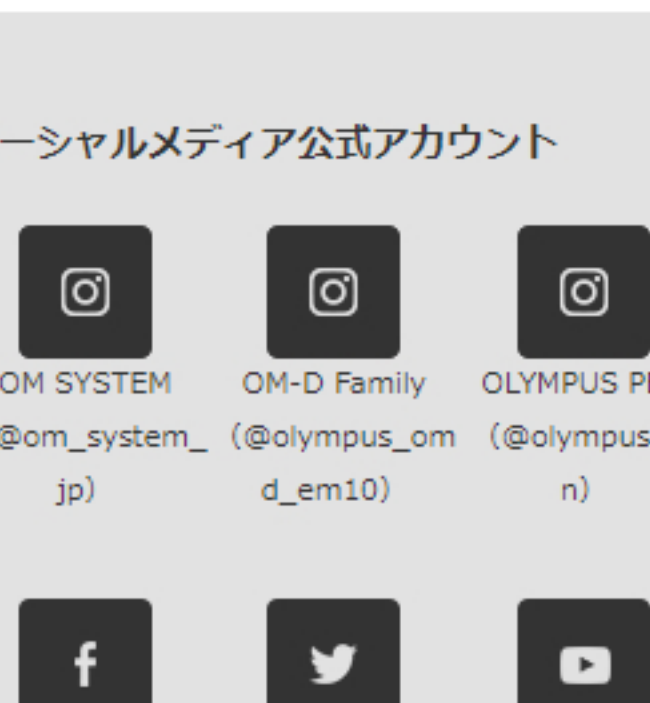 ーシャルメディア公式アカウント
OM SYSTEM
OM-D Family
OLYMPUS
@om_system_
（@olympus_om
（@olympus
jp）
d_em10）
n）